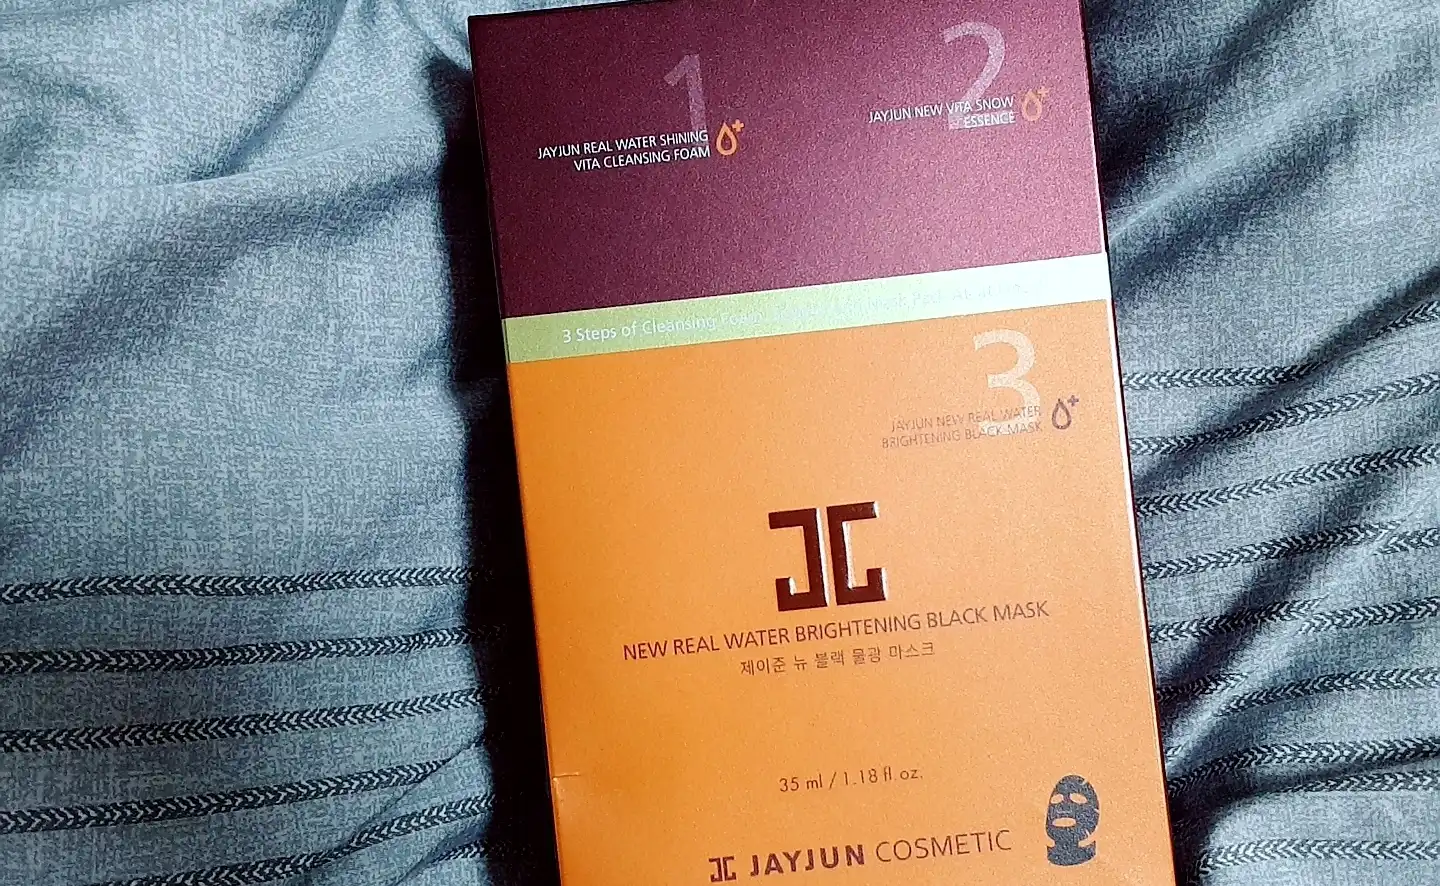 1
JAYJUN REAL WATER SHINING
VITA CLEANSING FOAM
2
JAYJUN NEW VITA SNOW
ESSENCE
3 Steps of Cleansing Foam
3
JAYJUN NEW REAL WATER
BRIGHTENING BLACK MASK
NEW REAL WATER BRIGHTENING BLACK MASK
제이준 뉴 블랙 물광 마스크
35 ml / 1.18 fl.oz.
JAYJUN COSMETIC